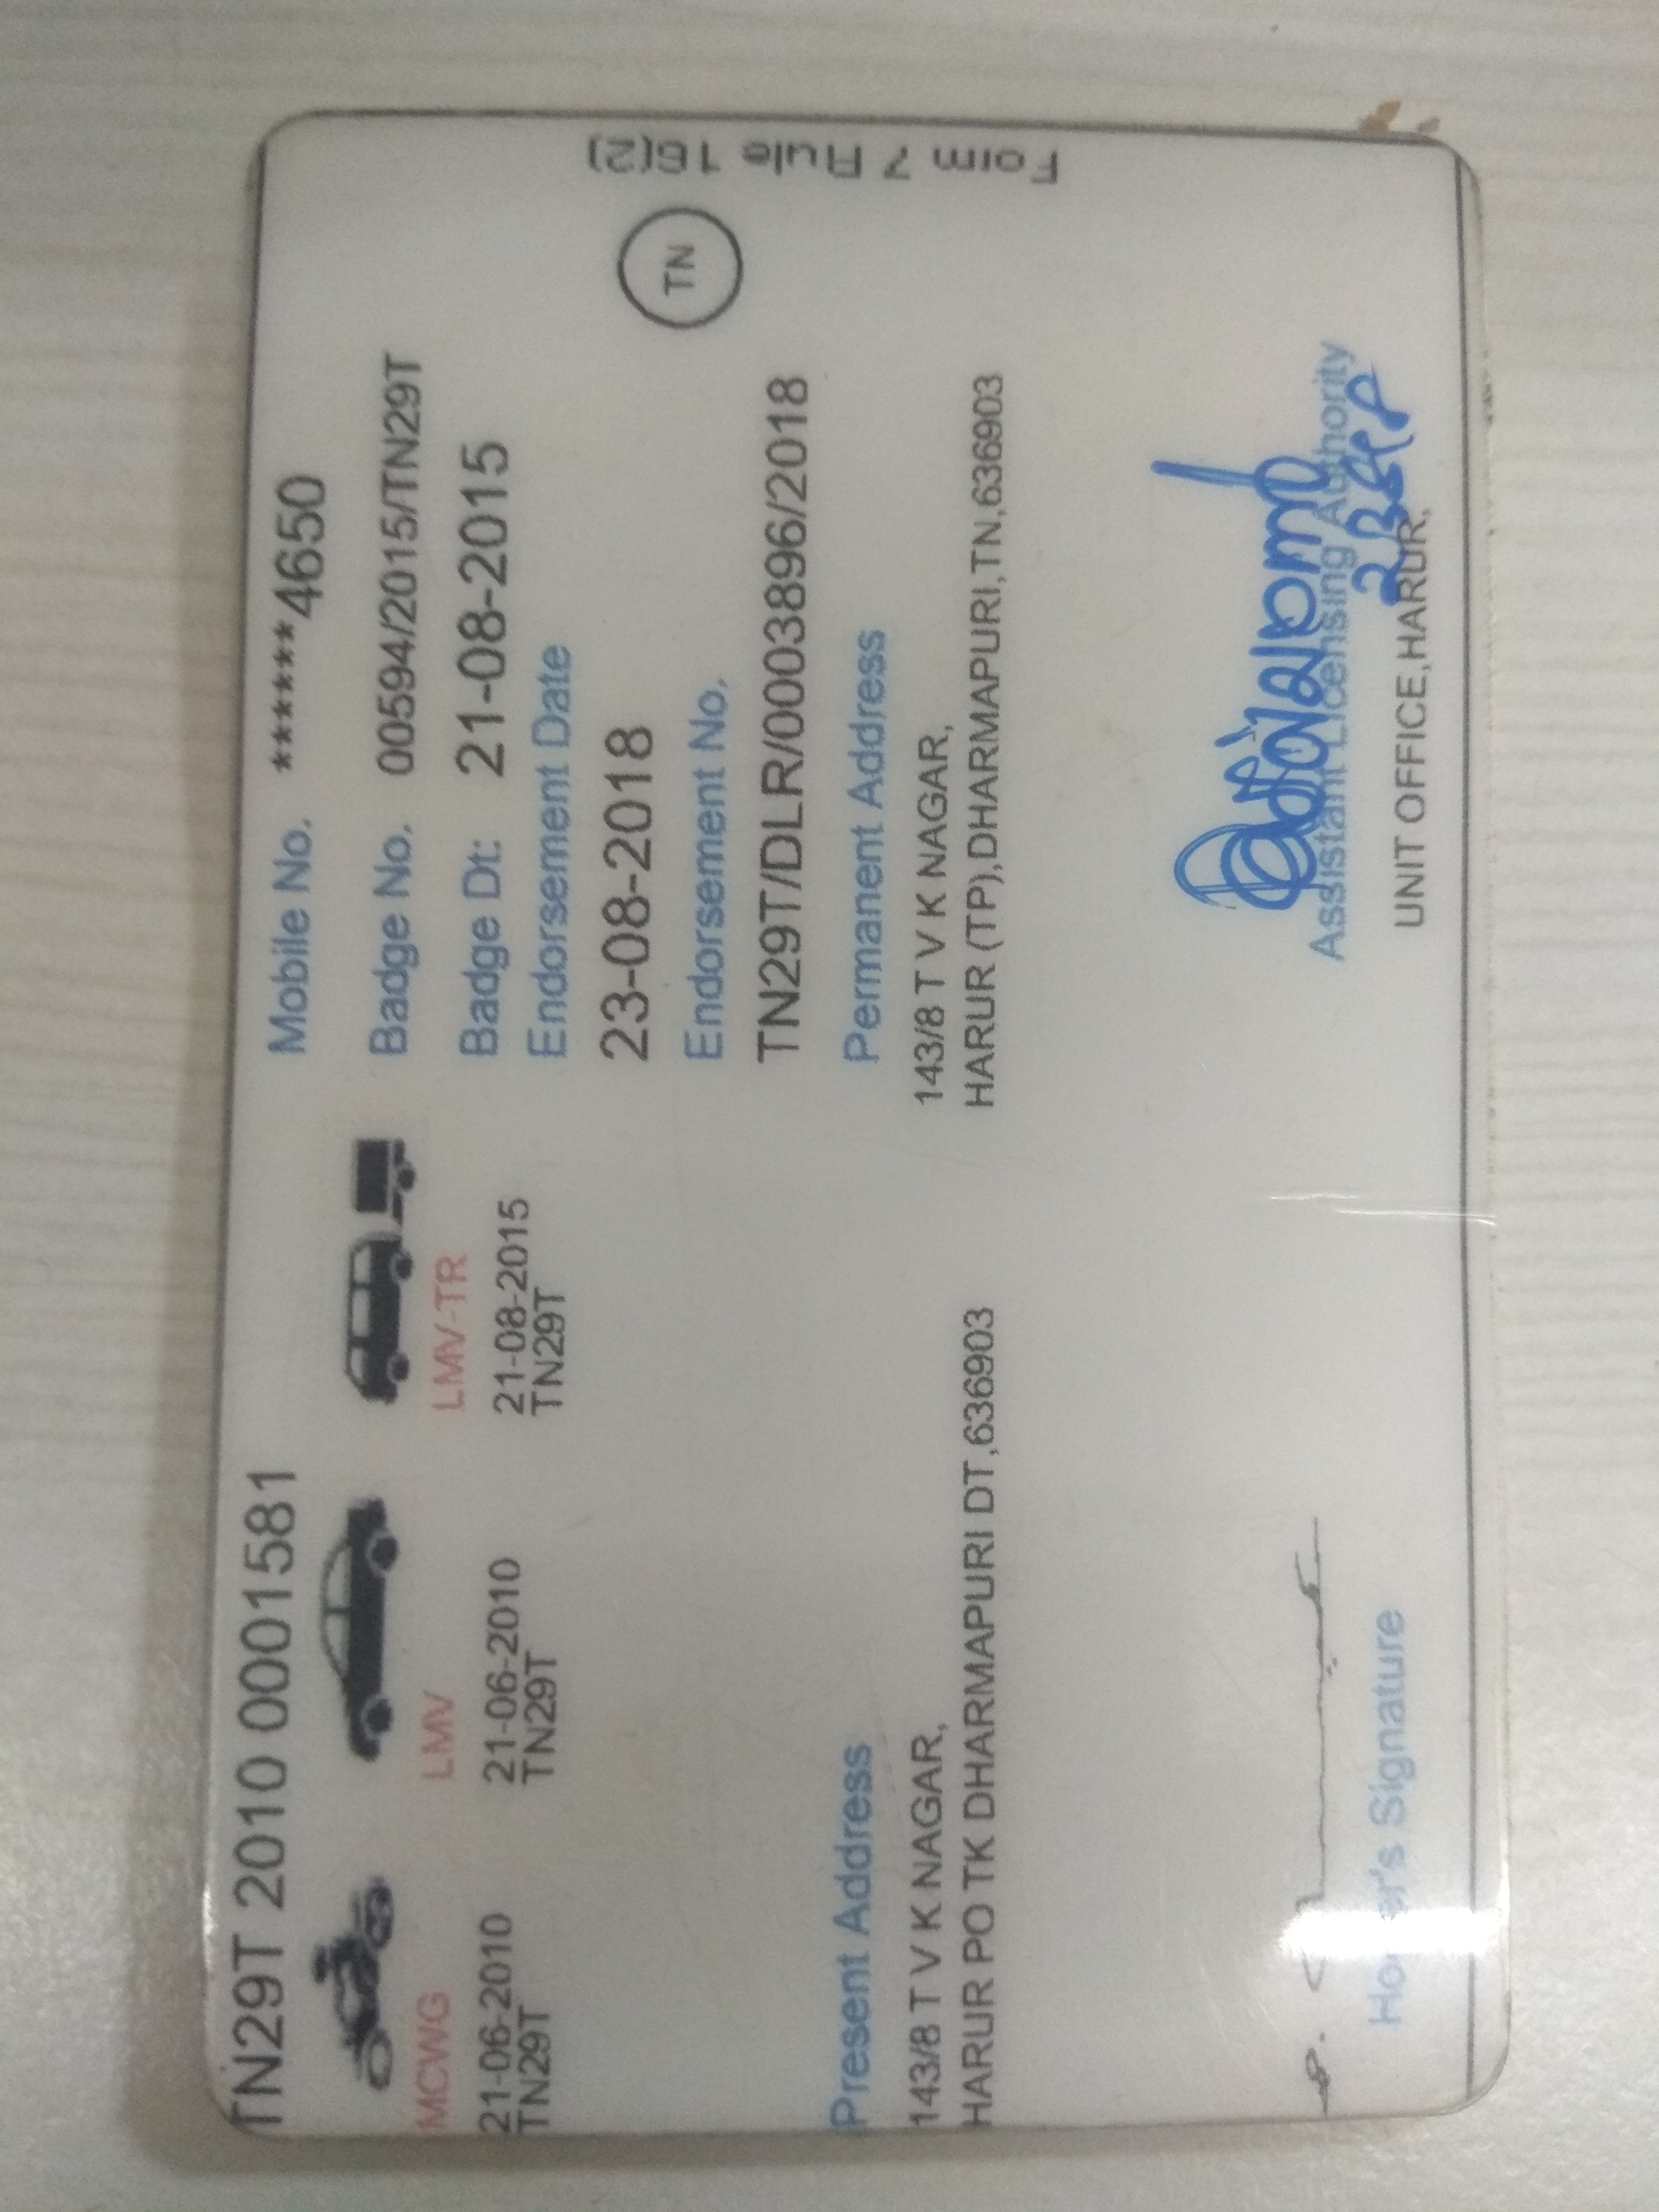 TN29T 2010 0001581
MCWG
21-06-2010
TN29T
LMV
21-06-2010
TN29T
LMV-TR
21-08-2015
TN29T
Mobile No. ******4650
Badge No. 00594/2015/TN29T
Badge Dt: 21-08-2015
Endorsement Date
23-08-2018
Endorsement No.
TN29T/DLR/0003896/2018
TN
Form 7 Rule 16(2)
Present Address
143/8 T V K NAGAR,
HARUR PO TK DHARMAPURI DT,636903
Permanent Address
143/8 T V K NAGAR,
HARUR (TP),DHARMAPURI,TN,636903
Holder's Signature
Assistant Licensing Authority
UNIT OFFICE,HARUR,